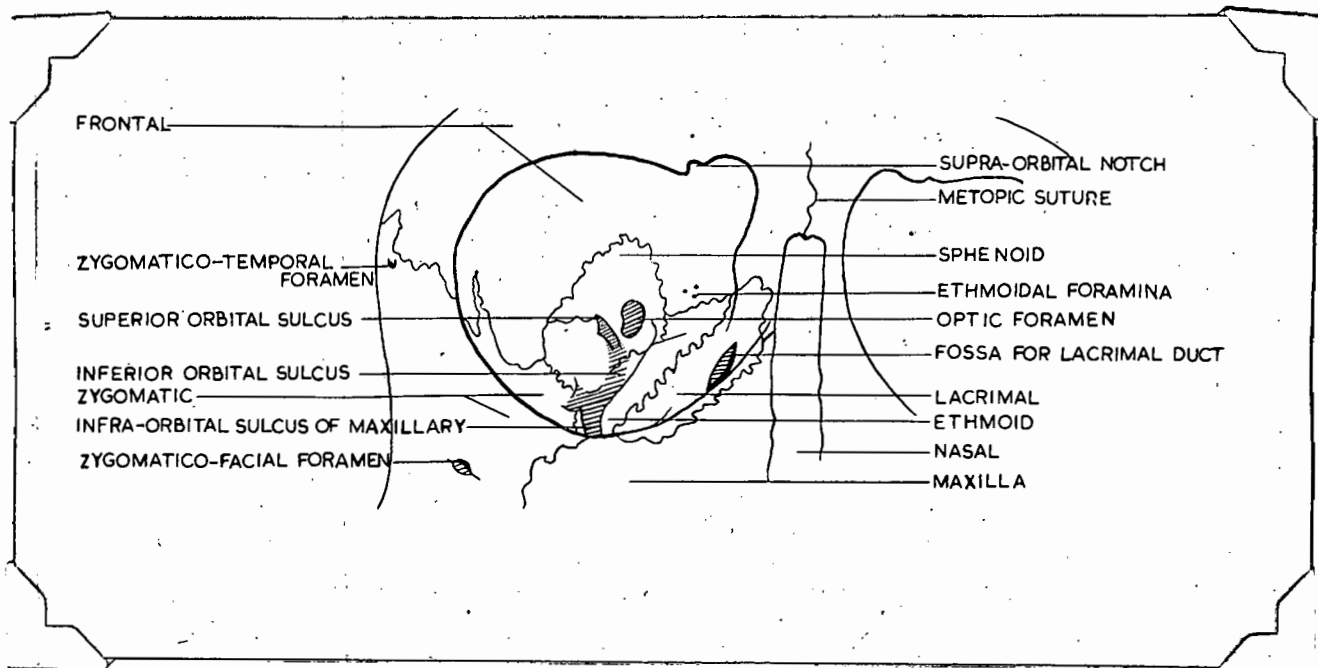 FRONTAL
ZYGOMATICO-TEMPORAL
FORAMEN
SUPERIOR ORBITAL SULCUS
INFERIOR ORBITAL SULCUS
ZYGOMATIC
INFRA-ORBITAL SULCUS OF MAXILLARY
ZYGOMATICO-FACIAL FORAMEN
SUPRA-ORBITAL NOTCH
METOPIC SUTURE
SPHENOID
ETHMOIDAL FORAMINA
OPTIC FORAMEN
FOSSA FOR LACRIMAL DUCT
LACRIMAL
ETHMOID
NASAL
MAXILLA